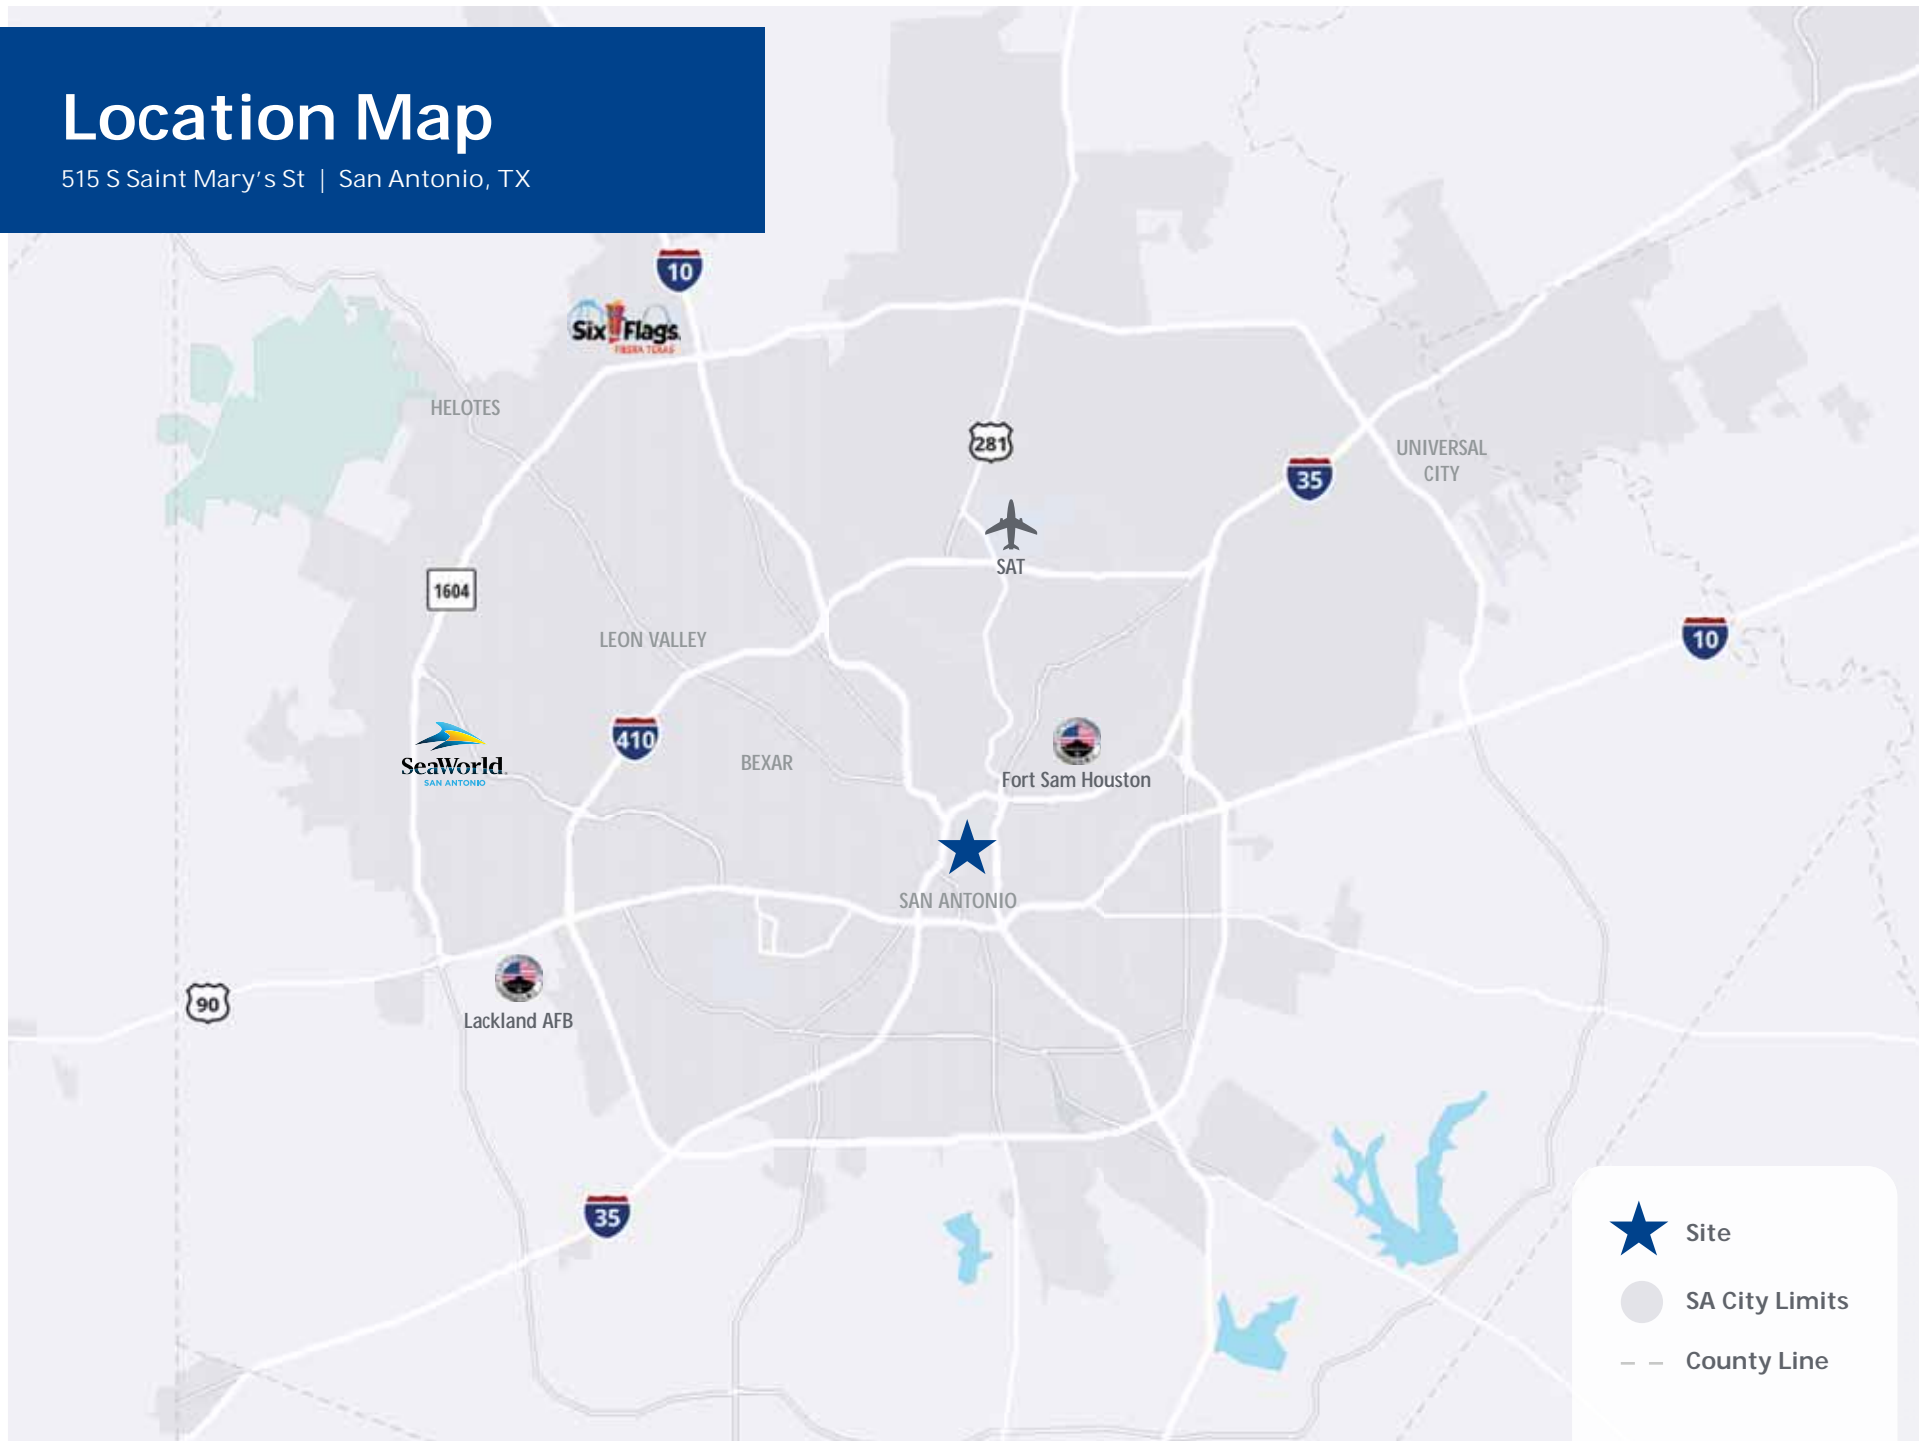 Location Map
515 S Saint Mary's St | San Antonio, TX
10
Six Flags
FIESTA TEXAS
HELOTES
281
UNIVERSAL
CITY
35
SAT
1604
10
LEON VALLEY
410
SeaWorld
SAN ANTONIO
BEXAR
Fort Sam Houston
SAN ANTONIO
90
Lackland AFB
35
Site
SA City Limits
County Line